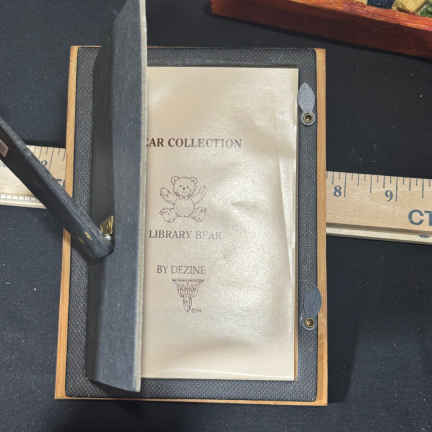 EAR COLLECTION
LIBRARY BEAR
BY DEZINE
8 9
CT